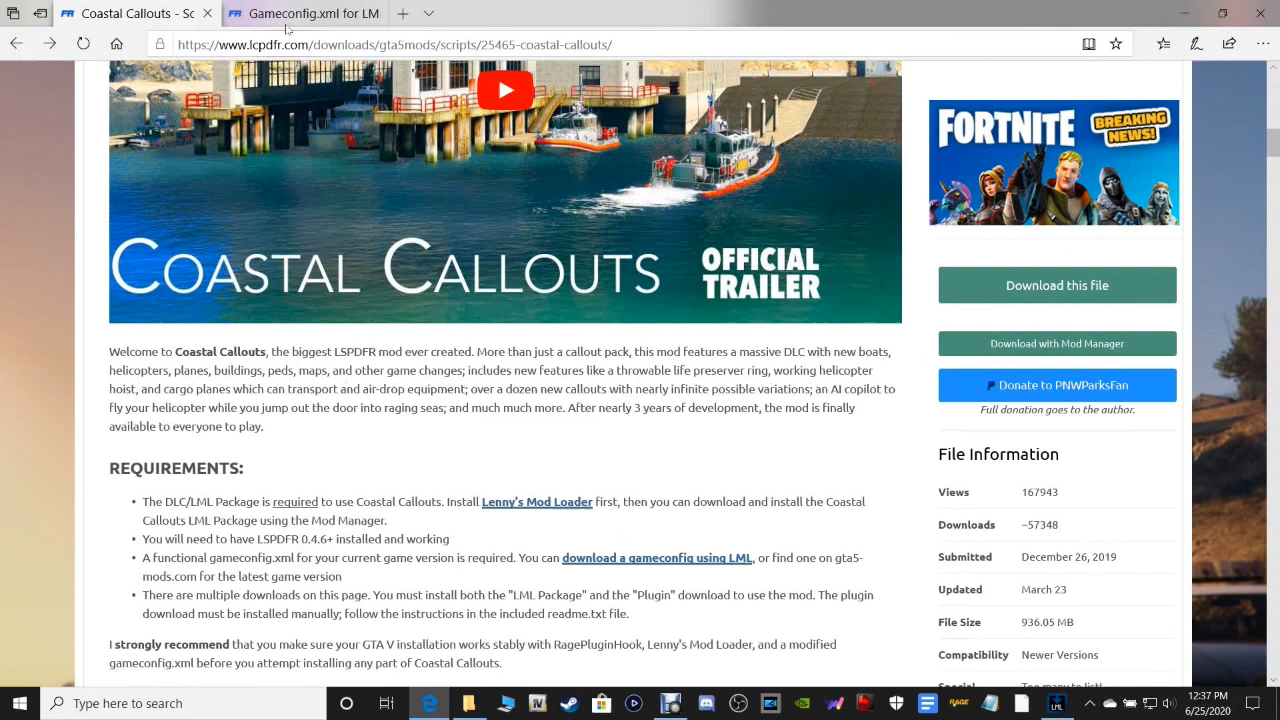 Coastal Callouts - Sc
Gameconfig.xml for LMI
https://www.lcpdfr.com/downloads/gta5mods/scripts/25465-coastal-callouts/
COASTAL CALLOUTS
OFFICIAL
TRAILER
FORTNITE
BREAKING
NEWS!
Download this file
Download with Mod Manager
Donate to PNWParksFan
Full donation goes to the author.
Welcome to Coastal Callouts, the biggest LSPDFR mod ever created. More than just a callout pack, this mod features a massive DLC with new boats,
helicopters, planes, buildings, peds, maps, and other game changes; includes new features like a throwable life preserver ring, working helicopter
hoist, and cargo planes which can transport and air-drop equipment; over a dozen new callouts with nearly infinite possible variations; an AI copilot to
fly your helicopter while you jump out the door into raging seas; and much much more. After nearly 3 years of development, the mod is finally
available to everyone to play.
REQUIREMENTS:
• The DLC/LML Package is required to use Coastal Callouts. Install Lenny's Mod Loader first, then you can download and install the Coastal
Callouts LML Package using the Mod Manager.
• You will need to have LSPDFR 0.4.6+ installed and working
• A functional gameconfig.xml for your current game version is required. You can download a gameconfig using LML, or find one on gta5-
mods.com for the latest game version
• There are multiple downloads on this page. You must install both the "LML Package" and the "Plugin" download to use the mod. The plugin
download must be installed manually; follow the instructions in the included readme.txt file.
I strongly recommend that you make sure your GTA V installation works stably with RagePluginHook, Lenny's Mod Loader, and a modified
gameconfig.xml before you attempt installing any part of Coastal Callouts.
File Information
Views 167943
Downloads ~57348
Submitted December 26, 2019
Updated March 23
File Size 936.05 MB
Compatibility Newer Versions
Special Too many to list!
Type here to search
IV
RAGE
LML
12:37 PM
6/25/2020